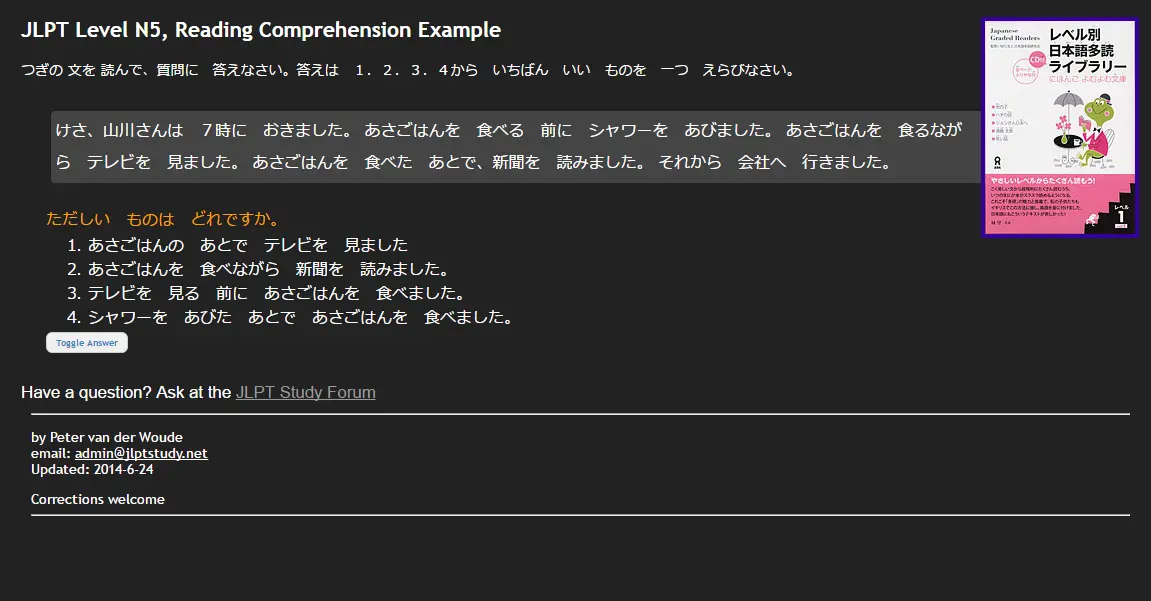 JLPT Level N5, Reading Comprehension Example
つぎの 文を 読んで、質問に　答えなさい。答えは　１．２．３．４から　いちばん　いい　ものを　一つ　えらびなさい。
けさ、山川さんは　７時に　おきました。 あさごはんを　食べる　前に　シャワーを　あびました。 あさごはんを　食るなが
ら　テレビを　見ました。 あさごはんを　食べた　あとで、新聞を　読みました。 それから　会社へ　行きました。
ただしい　ものは　どれですか。
1. あさごはんの　あとで　テレビを　見ました
2. あさごはんを　食べながら　新聞を　読みました。
3. テレビを　見る　前に　あさごはんを　食べました。
4. シャワーを　あびた　あとで　あさごはんを　食べました。
Toggle Answer
Have a question? Ask at the JLPT Study Forum
by Peter van der Woude
email: admin@jlptstudy.net
Updated: 2014-6-24
Corrections welcome
Japanese
Graded Readers
レベル別
日本語多読
ライブラリー
にほんご よむよむ文庫
CD付
やさしいレベルからたくさん読もう!
レベル
1